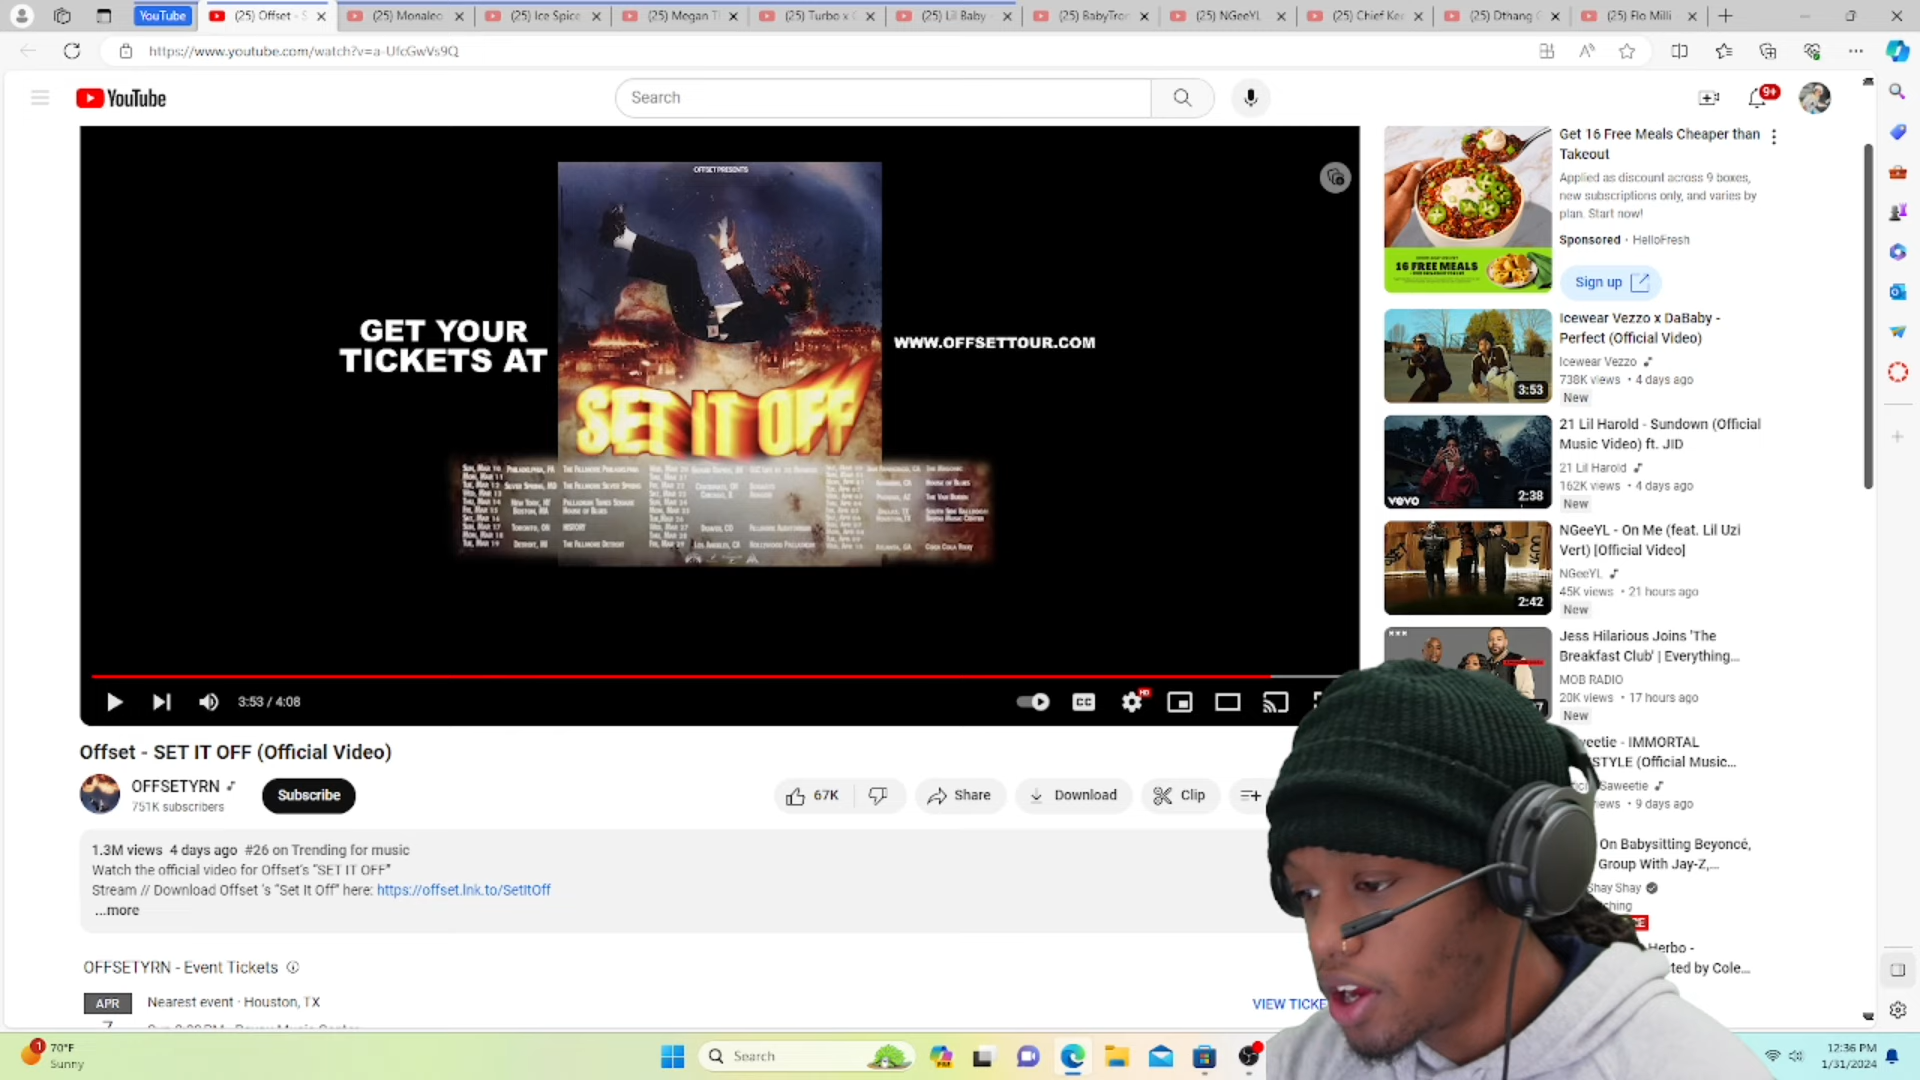 YouTube
(25) Offset - S
(25) Monaleo
(25) Ice Spice
(25) Megan T
(25) Turbo x
(25) Lil Baby
(25) BabyTron
(25) NGeeYL
(25) Chief Ke
(25) Dthang
(25) Flo Milli
https://www.youtube.com/watch?v=a-UfcGwVs9Q
YouTube
Search
9+
OFFSET PRESENTS
GET YOUR
TICKETS AT
WWW.OFFSETTOUR.COM
SET IT OFF
3:53 / 4:08
CC
HD
Offset - SET IT OFF (Official Video)
OFFSETYRN
751K subscribers
Subscribe
67K
Share
Download
Clip
1.3M views 4 days ago #26 on Trending for music
Watch the official video for Offset's "SET IT OFF"
Stream // Download Offset 's "Set It Off" here: https://offset.lnk.to/SetItOff
...more
OFFSETYRN - Event Tickets
APR
Nearest event · Houston, TX
VIEW TICKE
Get 16 Free Meals Cheaper than
Takeout
Applied as discount across 9 boxes,
new subscriptions only, and varies by
plan. Start now!
Sponsored · HelloFresh
16 FREE MEALS
Sign up
Icewear Vezzo x DaBaby -
Perfect (Official Video)
Icewear Vezzo
738K views • 4 days ago
New
3:53
21 Lil Harold - Sundown (Official
Music Video) ft. JID
21 Lil Harold
162K views • 4 days ago
New
vevo
2:38
NGeeYL - On Me (feat. Lil Uzi
Vert) [Official Video]
NGeeYL
45K views • 21 hours ago
New
2:42
Jess Hilarious Joins 'The
Breakfast Club' | Everything...
MOB RADIO
20K views • 17 hours ago
New
eetie - IMMORTAL
STYLE (Official Music...
Saweetie
iews • 9 days ago
On Babysitting Beyoncé,
Group With Jay-Z,...
Shay Shay
ching
Herbo -
ted by Cole...
1
70°F
Sunny
Search
12:36 PM
1/31/2024